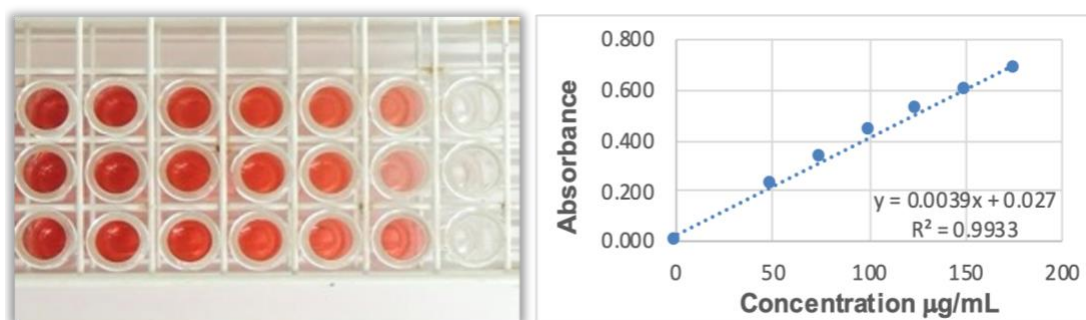 0.800
0.600
0.400
0.200
0.000
Absorbance
y = 0.0039x + 0.027
R² = 0.9933
0 50 100 150 200
Concentration µg/mL